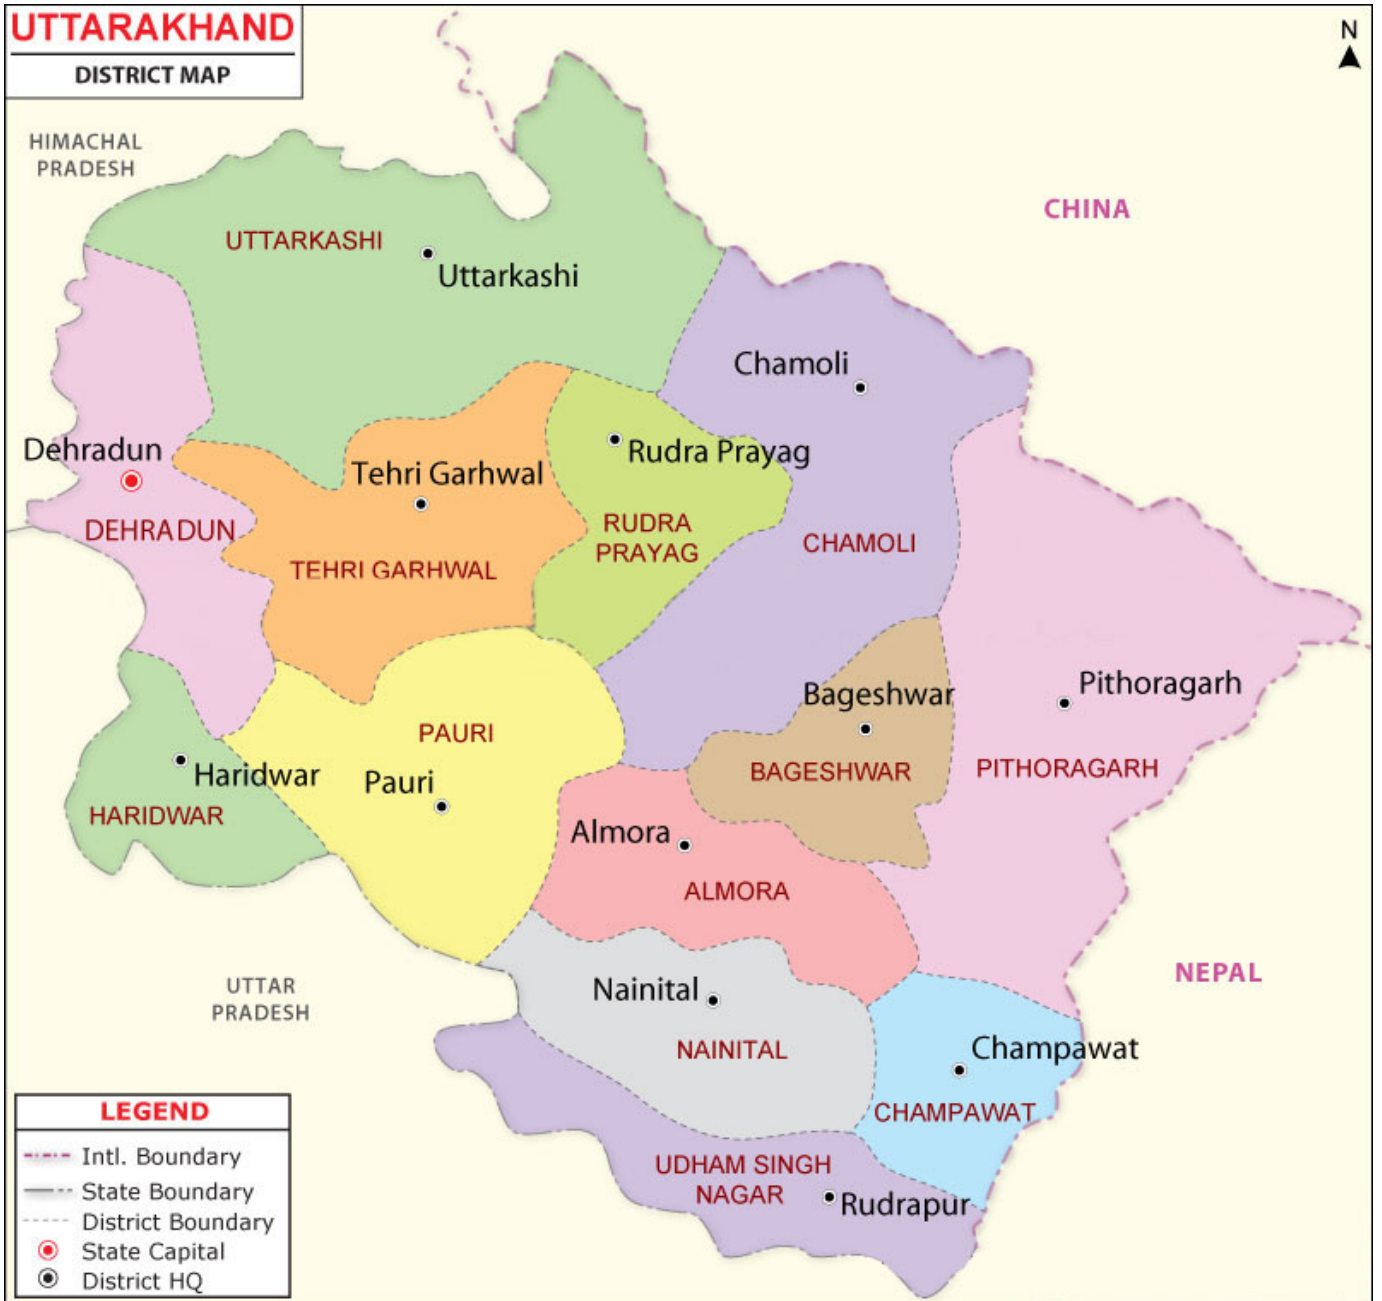 UTTARAKHAND
DISTRICT MAP
N
HIMACHAL
PRADESH
CHINA
UTTARKASHI
Uttarkashi
Chamoli
Dehradun
Rudra Prayag
Tehri Garhwal
DEHRADUN
RUDRA
PRAYAG
CHAMOLI
TEHRI GARHWAL
Pithoragarh
Bageshwar
PAURI
BAGESHWAR
PITHORAGARH
Haridwar
Pauri
HARIDWAR
Almora
ALMORA
NEPAL
UTTAR
PRADESH
Nainital
NAINITAL
Champawat
CHAMPAWAT
UDHAM SINGH
NAGAR
Rudrapur
LEGEND
Intl. Boundary
State Boundary
District Boundary
State Capital
District HQ